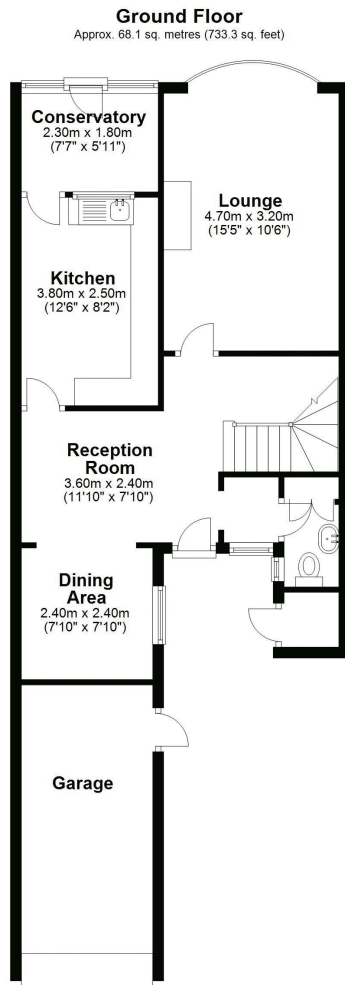 Ground Floor
Approx. 68.1 sq. metres (733.3 sq. feet)
Conservatory
2.30m x 1.80m
(7'7" x 5'11")
Lounge
4.70m x 3.20m
(15'5" x 10'6")
Kitchen
3.80m x 2.50m
(12'6" x 8'2")
Reception
Room
3.60m x 2.40m
(11'10" x 7'10")
Dining
Area
2.40m x 2.40m
(7'10" x 7'10")
Garage